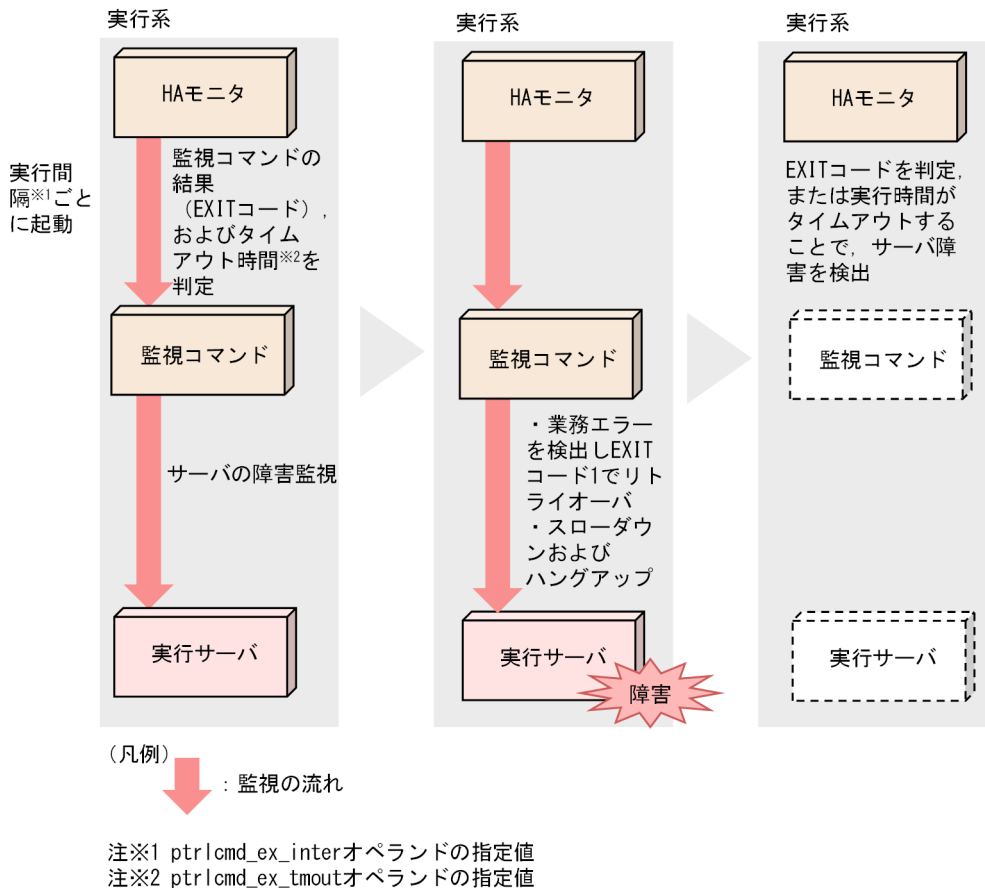 実行系
HAモニタ
実行間
隔※1ごと
に起動
監視コマンドの
結果
（EXITコード），
およびタイム
アウト時間※2を
判定
監視コマンド
サーバの障害監視
実行サーバ
実行系
HAモニタ
監視コマンド
・業務エラー
を検出しEXIT
コード1でリト
ライオーバ
・スローダウ
ンおよび
ハングアップ
実行サーバ
障害
実行系
HAモニタ
EXITコードを判定，
または実行時間が
タイムアウトする
ことで，サーバ障
害を検出
監視コマンド
実行サーバ
（凡例）
：監視の流れ
注※1 ptrlcmd_ex_interオペランドの指定値
注※2 ptrlcmd_ex_tmoutオペランドの指定値